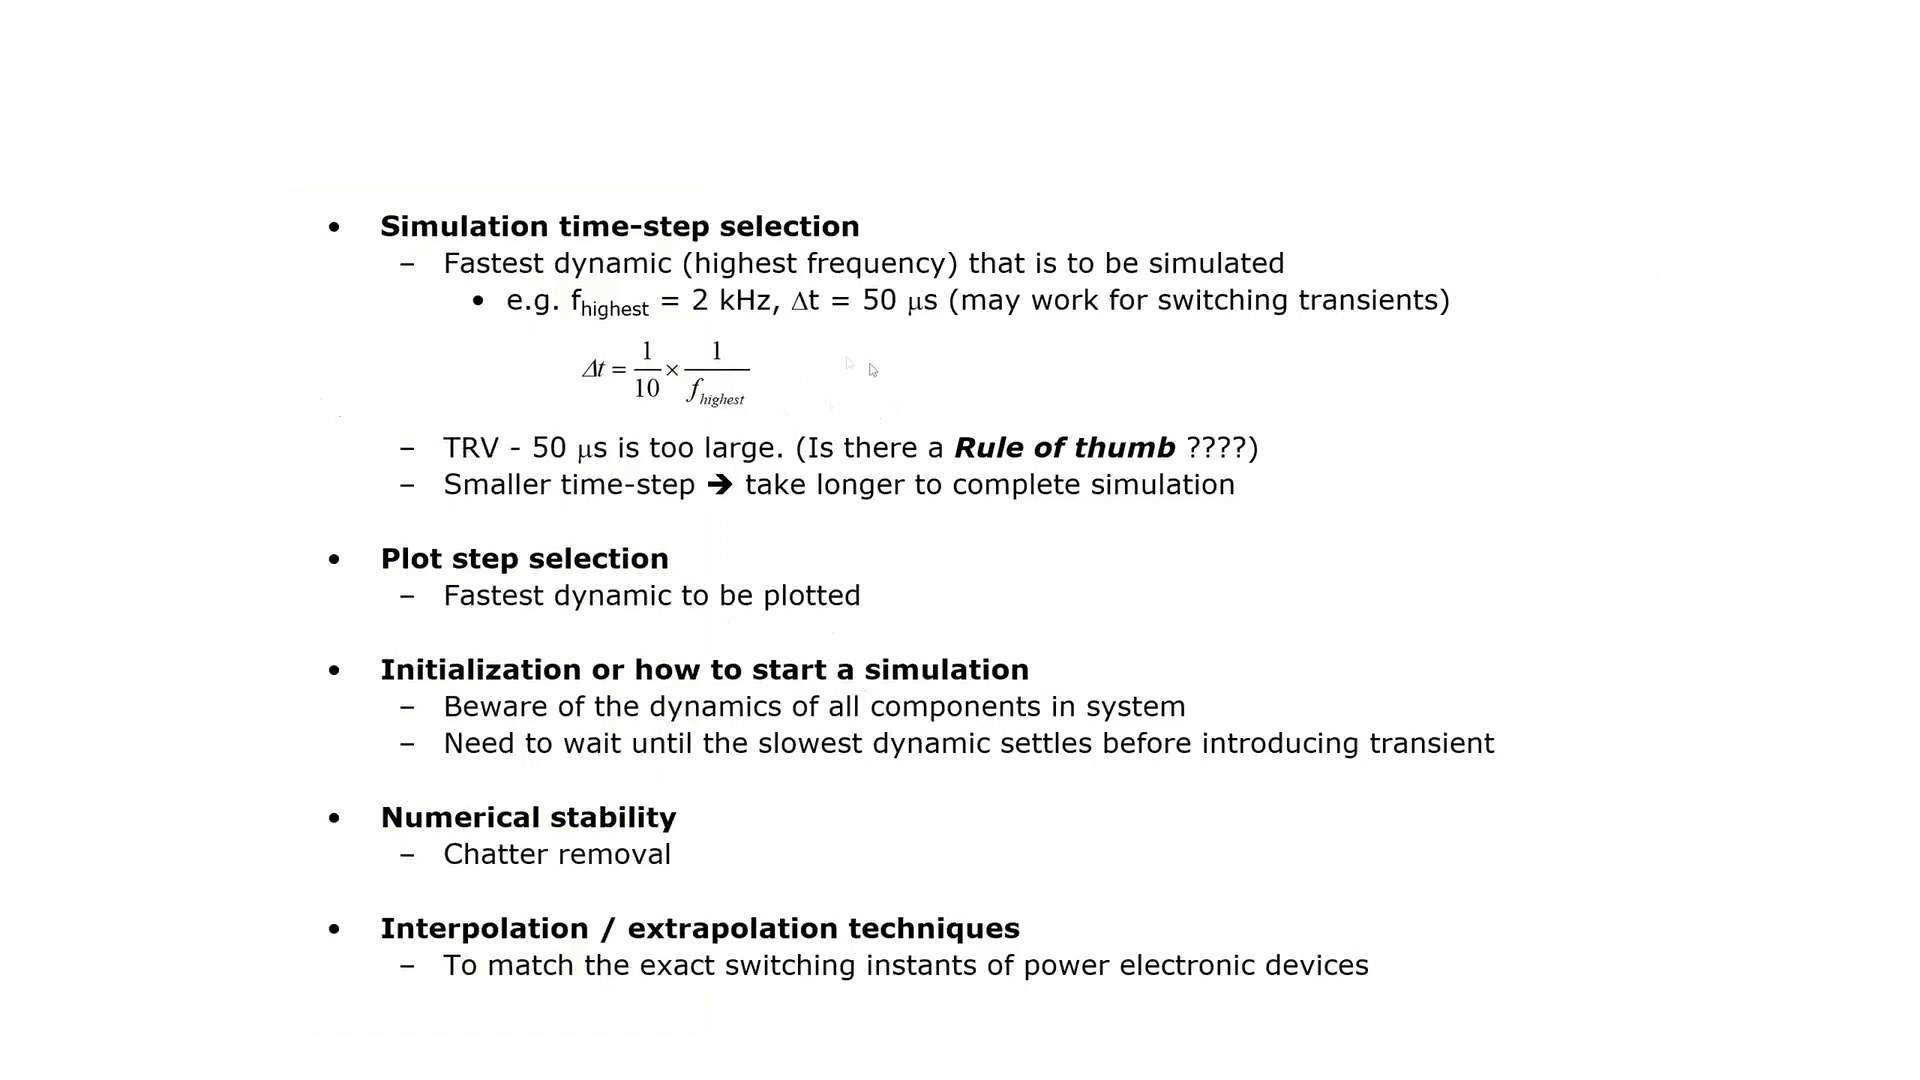 • Simulation time-step selection
– Fastest dynamic (highest frequency) that is to be simulated
• e.g. fhighest = 2 kHz, Δt = 50 μs (may work for switching transients)
Δt = 1/10 × 1/fhighest
– TRV - 50 μs is too large. (Is there a Rule of thumb ????)
– Smaller time-step ➔ take longer to complete simulation
• Plot step selection
– Fastest dynamic to be plotted
• Initialization or how to start a simulation
– Beware of the dynamics of all components in system
– Need to wait until the slowest dynamic settles before introducing transient
• Numerical stability
– Chatter removal
• Interpolation / extrapolation techniques
– To match the exact switching instants of power electronic devices